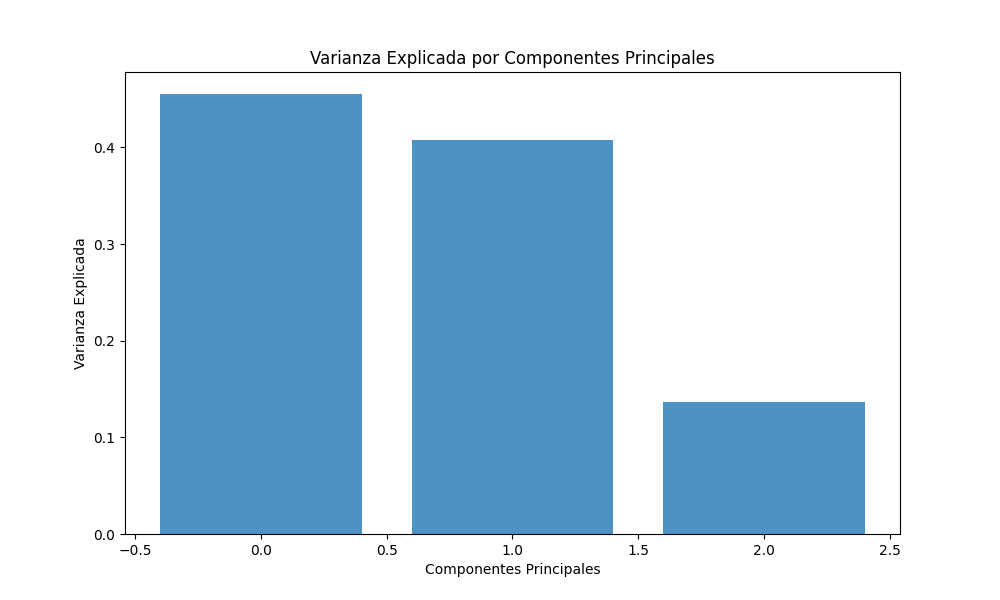 Varianza Explicada por Componentes Principales
Varianza Explicada
0.4
0.3
0.2
0.1
0.0
−0.5 0.0 0.5 1.0 1.5 2.0 2.5
Componentes Principales